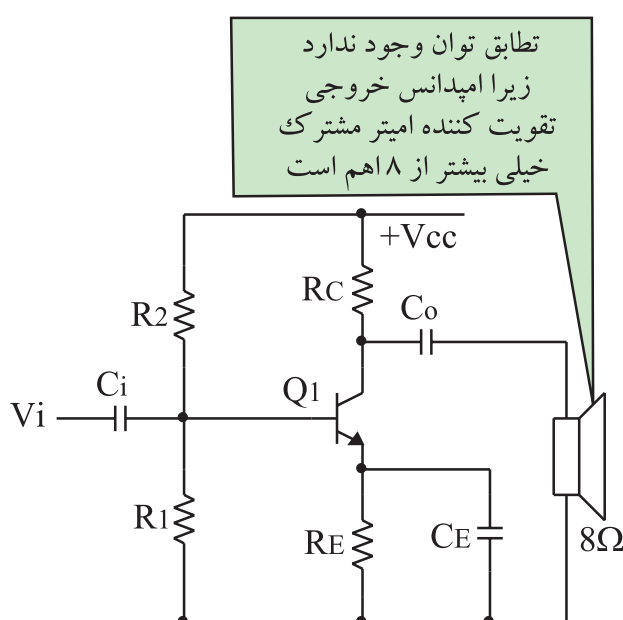 تطابق توان وجود ندارد
زیرا امپدانس خروجی
تقویت کننده امیتر مشترک
خیلی بیشتر از ۸ اهم است
+Vcc
RC
R2
Co
Ci
Q1
Vi
R1
RE
CE
8Ω